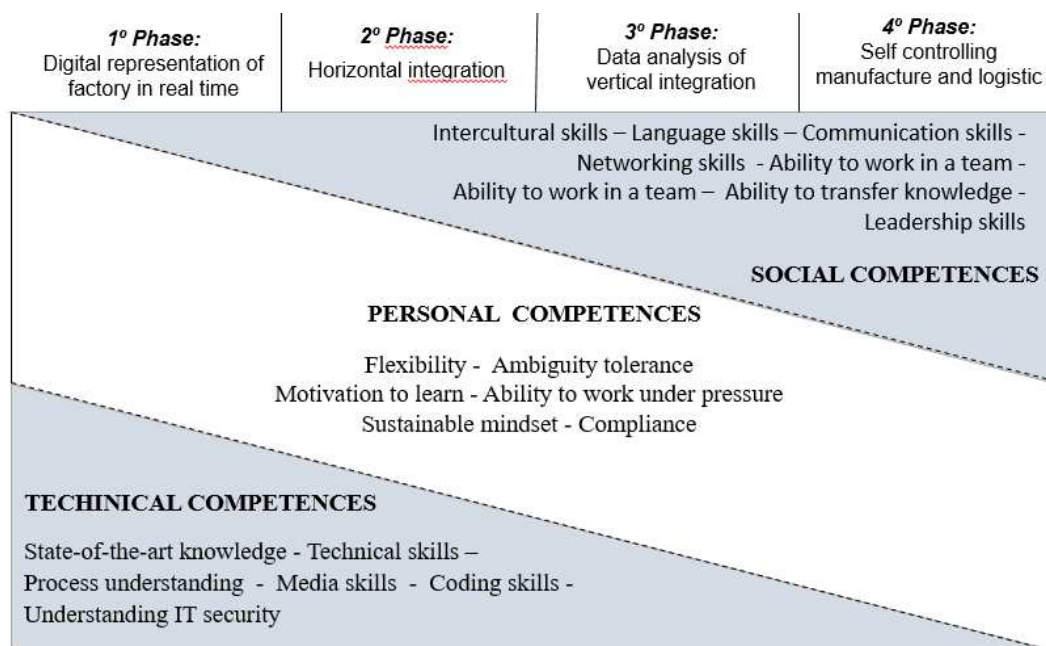 1º Phase:
Digital representation of
factory in real time
2º Phase:
Horizontal integration
3º Phase:
Data analysis of
vertical integration
4º Phase:
Self controlling
manufacture and logistic
Intercultural skills – Language skills – Communication skills -
Networking skills - Ability to work in a team -
Ability to work in a team – Ability to transfer knowledge -
Leadership skills
SOCIAL COMPETENCES
PERSONAL COMPETENCES
Flexibility - Ambiguity tolerance
Motivation to learn - Ability to work under pressure
Sustainable mindset - Compliance
TECHINICAL COMPETENCES
State-of-the-art knowledge - Technical skills –
Process understanding - Media skills - Coding skills -
Understanding IT security